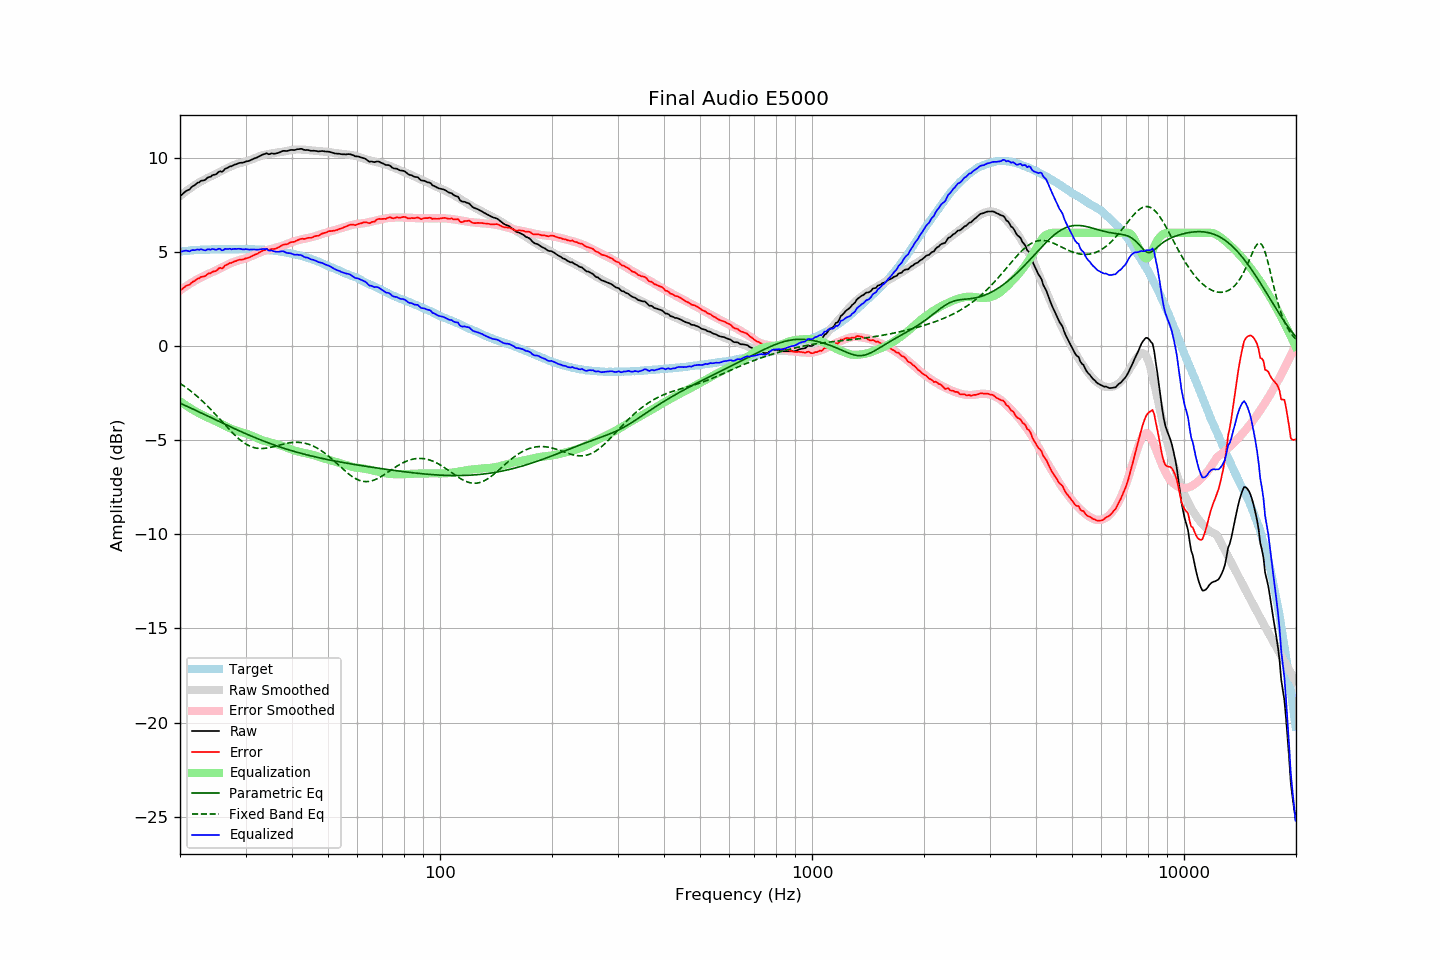 Final Audio E5000
10
5
0
−5
−10
−15
−20
−25
Amplitude (dBr)
Target
Raw Smoothed
Error Smoothed
Raw
Error
Equalization
Parametric Eq
Fixed Band Eq
Equalized
100
1000
10000
Frequency (Hz)